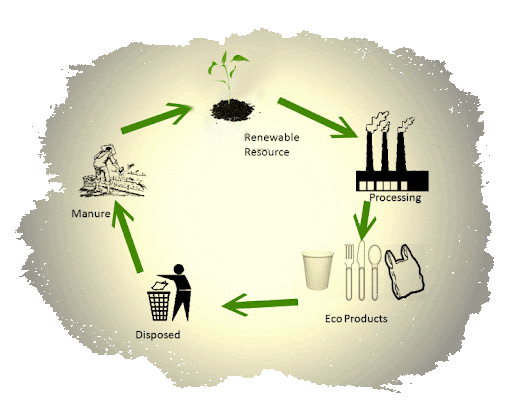 Renewable
Resource
Processing
Eco Products
Disposed
Manure